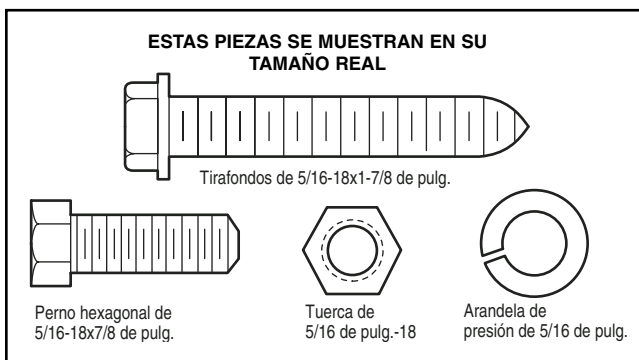 ESTAS PIEZAS SE MUESTRAN EN SU
TAMAÑO REAL
Tirafondos de 5/16-18x1-7/8 de pulg.
Perno hexagonal de
5/16-18x7/8 de pulg.
Tuerca de
5/16 de pulg.-18
Arandela de
presión de 5/16 de pulg.